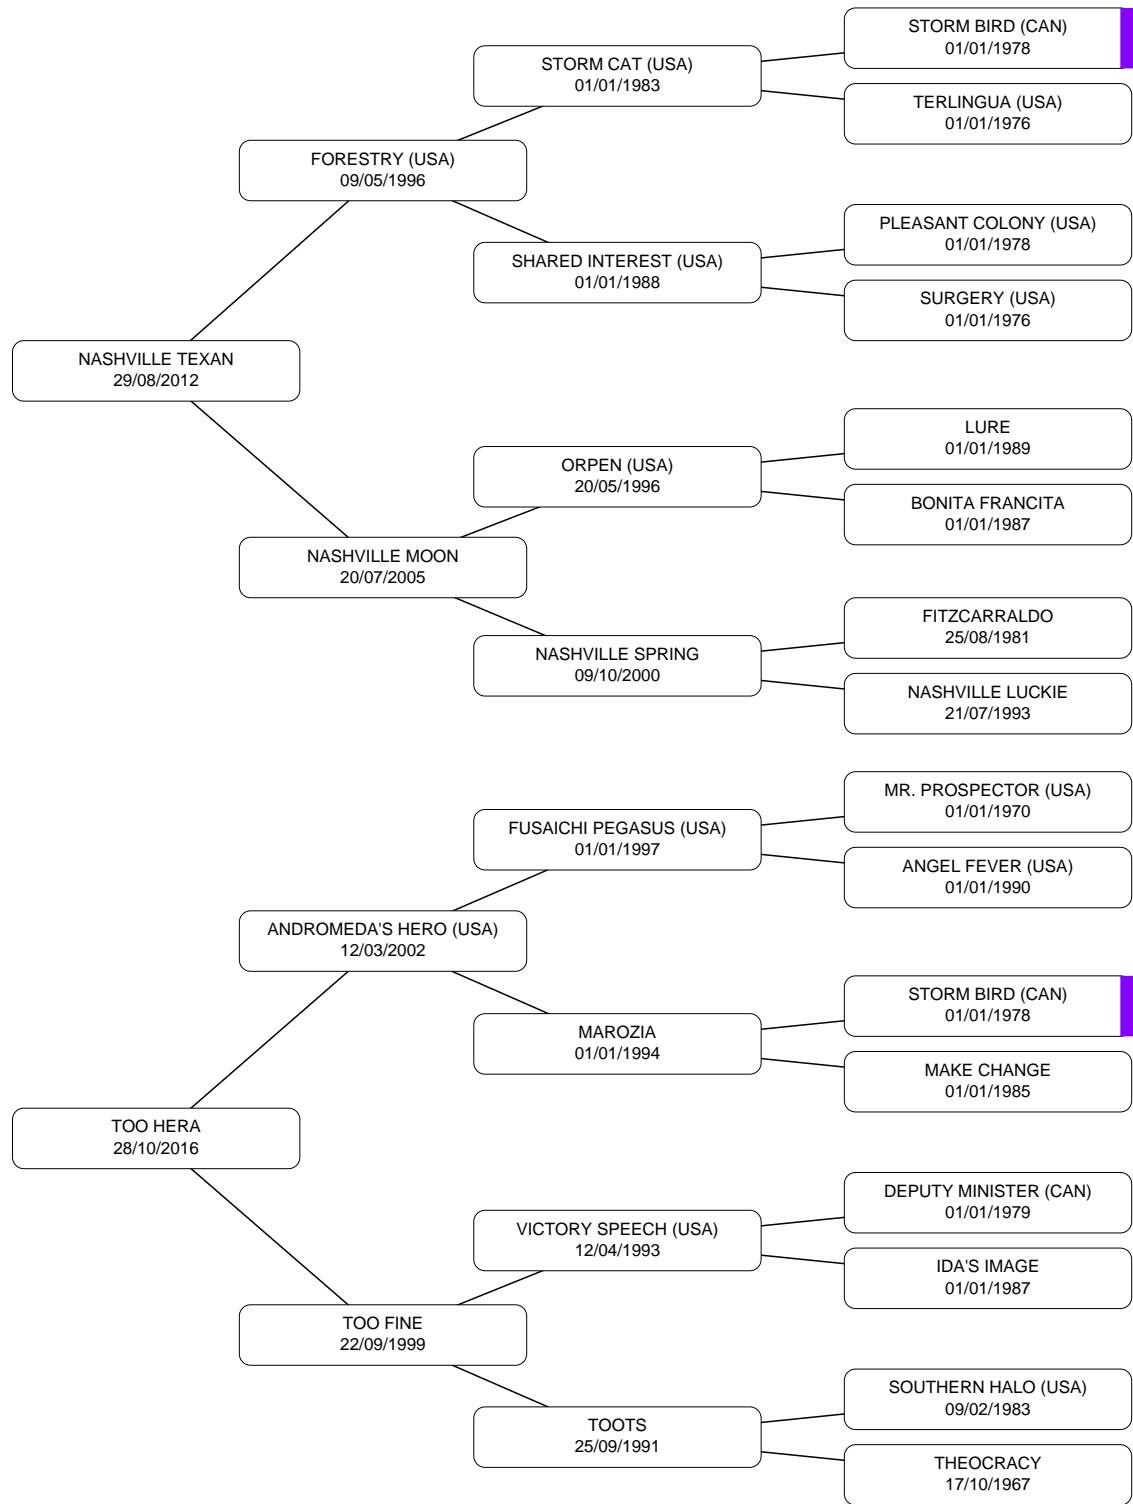 STORM BIRD (CAN)
01/01/1978
STORM CAT (USA)
01/01/1983
TERLINGUA (USA)
01/01/1976
FORESTRY (USA)
09/05/1996
PLEASANT COLONY (USA)
01/01/1978
SHARED INTEREST (USA)
01/01/1988
SURGERY (USA)
01/01/1976
NASHVILLE TEXAN
29/08/2012
LURE
01/01/1989
ORPEN (USA)
20/05/1996
BONITA FRANCITA
01/01/1987
NASHVILLE MOON
20/07/2005
FITZCARRALDO
25/08/1981
NASHVILLE SPRING
09/10/2000
NASHVILLE LUCKIE
21/07/1993
MR. PROSPECTOR (USA)
01/01/1970
FUSAICHI PEGASUS (USA)
01/01/1997
ANGEL FEVER (USA)
01/01/1990
ANDROMEDA'S HERO (USA)
12/03/2002
STORM BIRD (CAN)
01/01/1978
MAROZIA
01/01/1994
MAKE CHANGE
01/01/1985
TOO HERA
28/10/2016
DEPUTY MINISTER (CAN)
01/01/1979
VICTORY SPEECH (USA)
12/04/1993
IDA'S IMAGE
01/01/1987
TOO FINE
22/09/1999
SOUTHERN HALO (USA)
09/02/1983
TOOTS
25/09/1991
THEOCRACY
17/10/1967